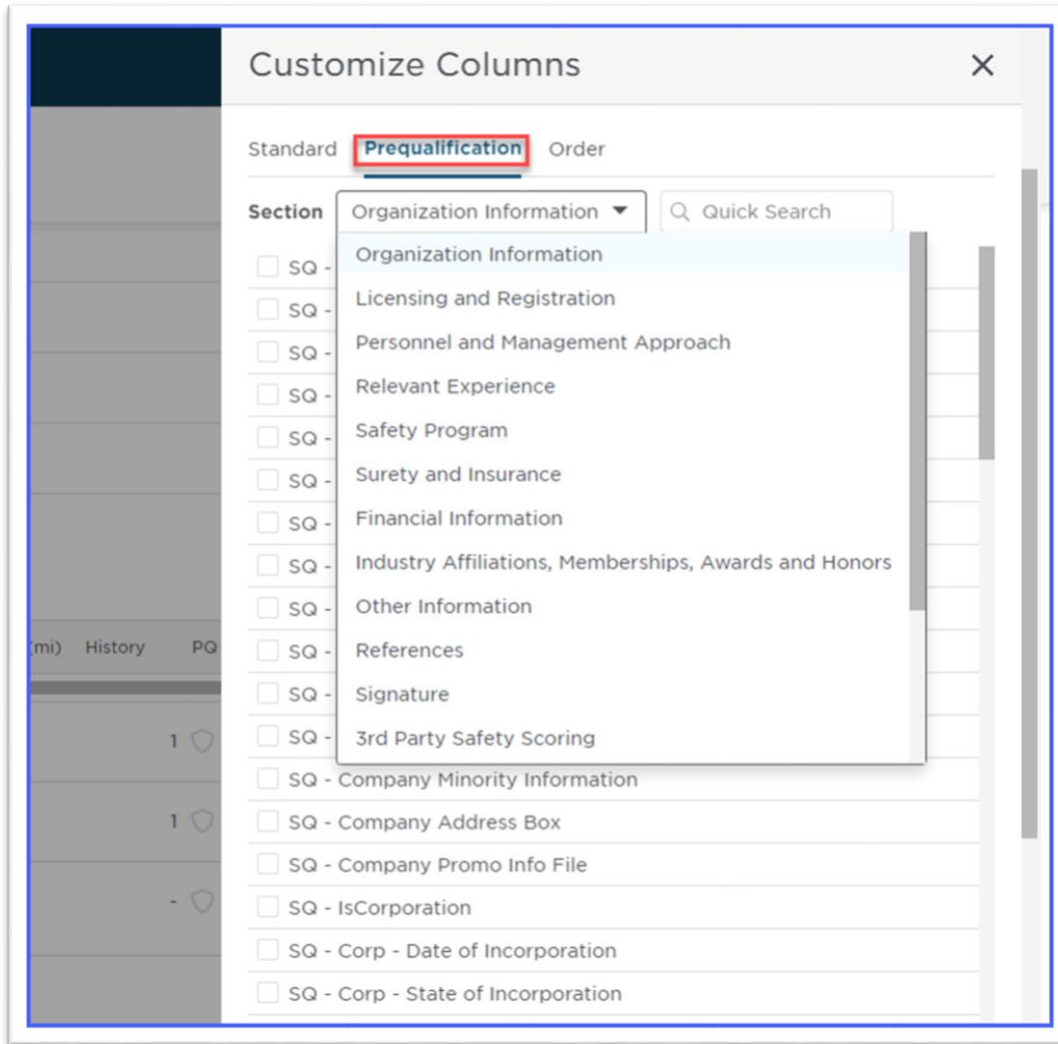 Customize Columns
Standard Prequalification Order
Section Organization Information Quick Search
Organization Information
SQ -
Licensing and Registration
SQ -
Personnel and Management Approach
SQ -
Relevant Experience
SQ -
Safety Program
SQ -
Surety and Insurance
SQ -
Financial Information
SQ -
Industry Affiliations, Memberships, Awards and Honors
SQ -
Other Information
SQ -
References
SQ -
(mi) History PQ
Signature
SQ -
3rd Party Safety Scoring
SQ -
1
SQ - Company Minority Information
SQ - Company Address Box
1
SQ - Company Promo Info File
-
SQ - IsCorporation
SQ - Corp - Date of Incorporation
SQ - Corp - State of Incorporation